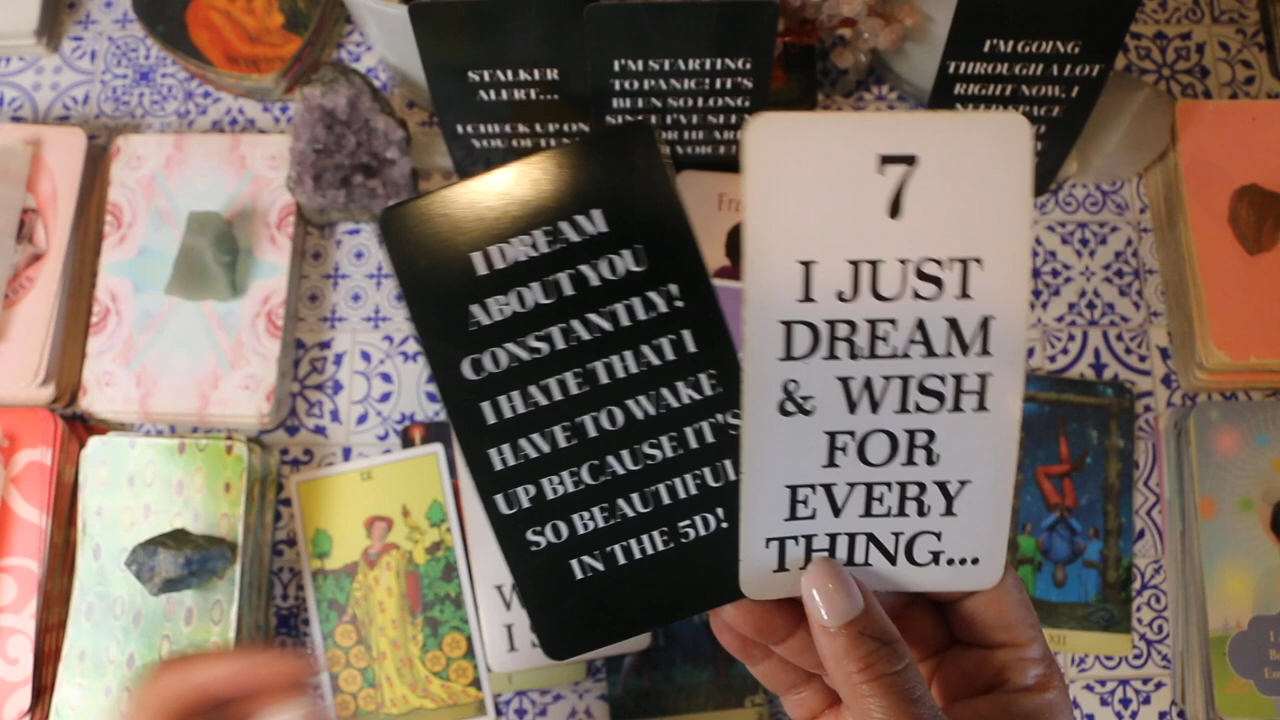 STALKER
ALERT...
I CHECK UP ON
YOU OFTEN
I'M STARTING
TO PANIC! IT'S
BEEN SO LONG
SINCE I'VE SEEN
OR HEARD
VOICE!
I'M GOING
THROUGH A LOT
RIGHT NOW, I
NEED SPACE
I DREAM
ABOUT YOU
CONSTANTLY!
I HATE THAT I
HAVE TO WAKE
UP BECAUSE IT'S
SO BEAUTIFUL
IN THE 5D!
7
I JUST
DREAM
& WISH
FOR
EVERY
THING...
IX
XII